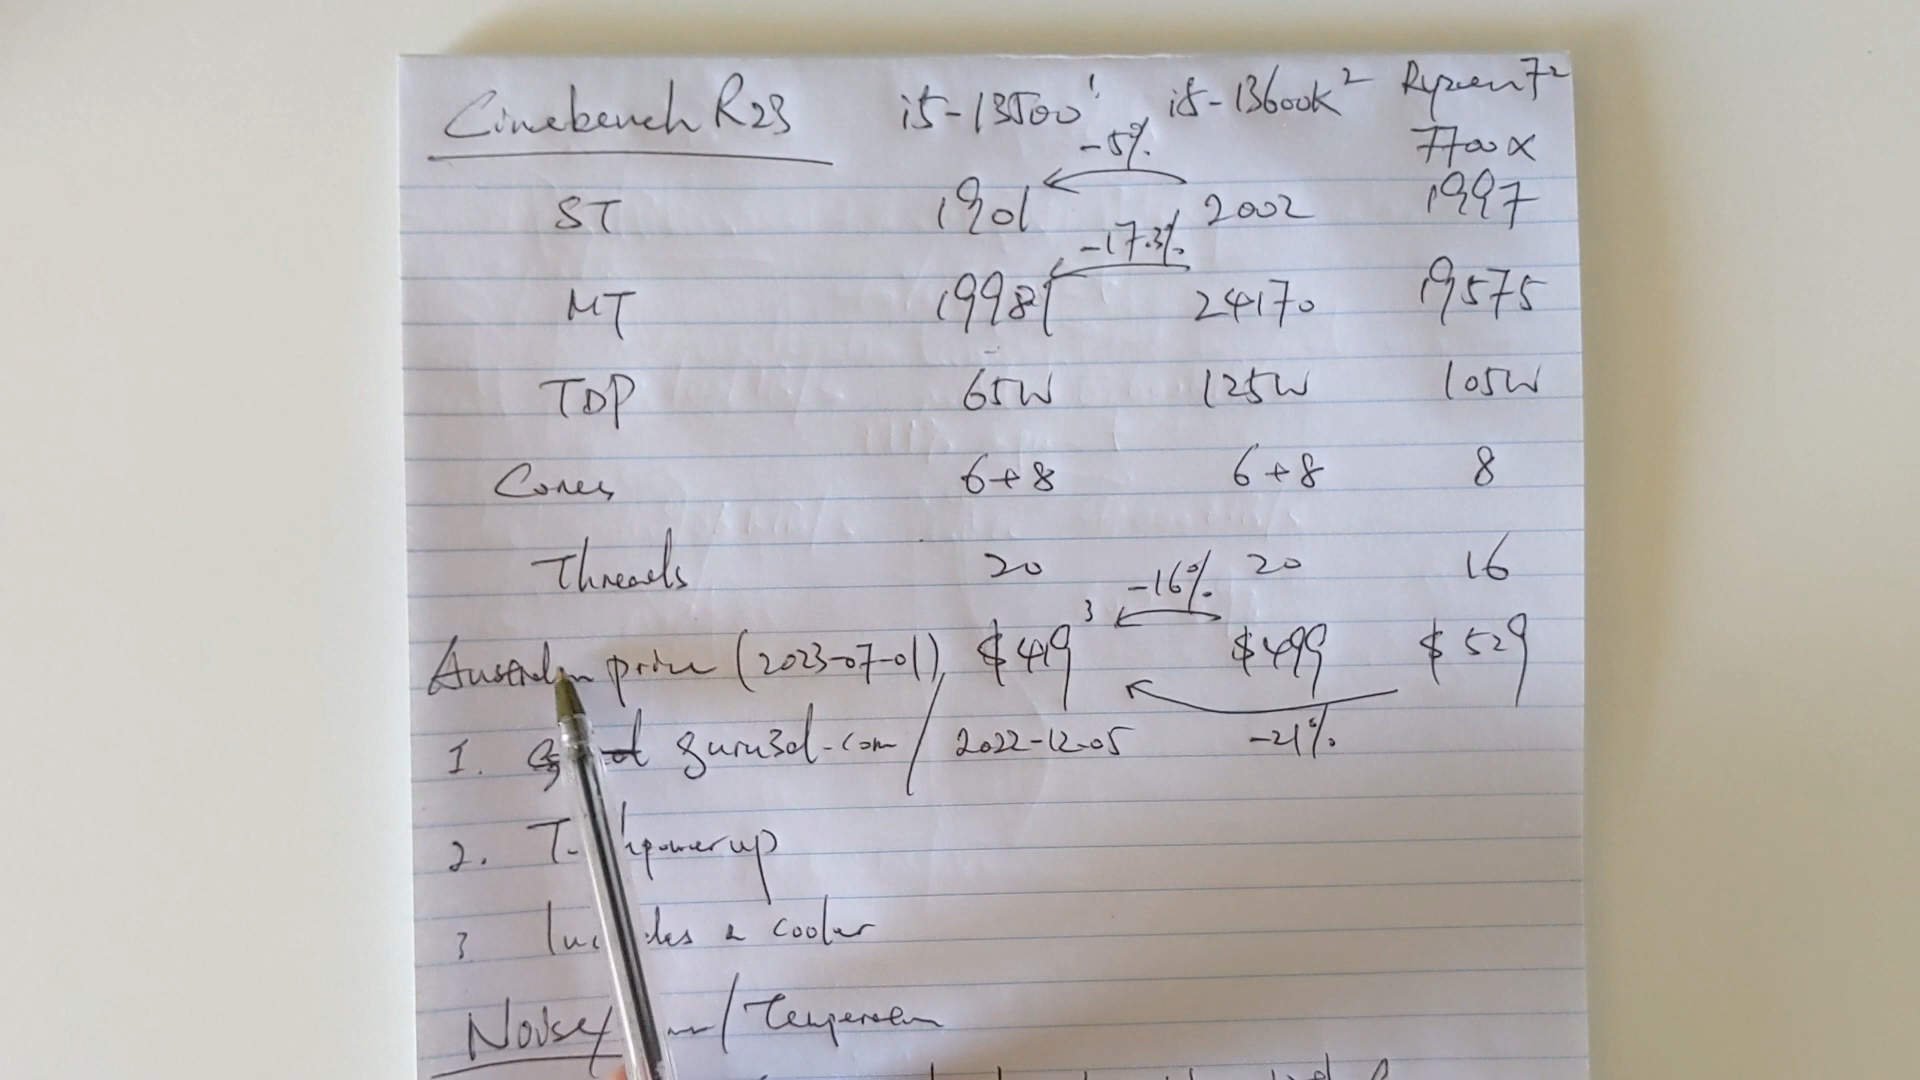 Cinebench R23 i5-13500¹ i5-13600K² Ryzen 7²
7700X
-5%
ST 1901 2002 1997
-17.3%
MT 19981 24170 19575
TDP 65W 125W 105W
Cores 6+8 6+8 8
Threads 20 20 16
-16%
Australian price (2023-07-01) $419³ $499 $529
1. guru3d.com / 2022-12-05 -21%
2. powerup
3 a cooler
Noise/ /Temperature